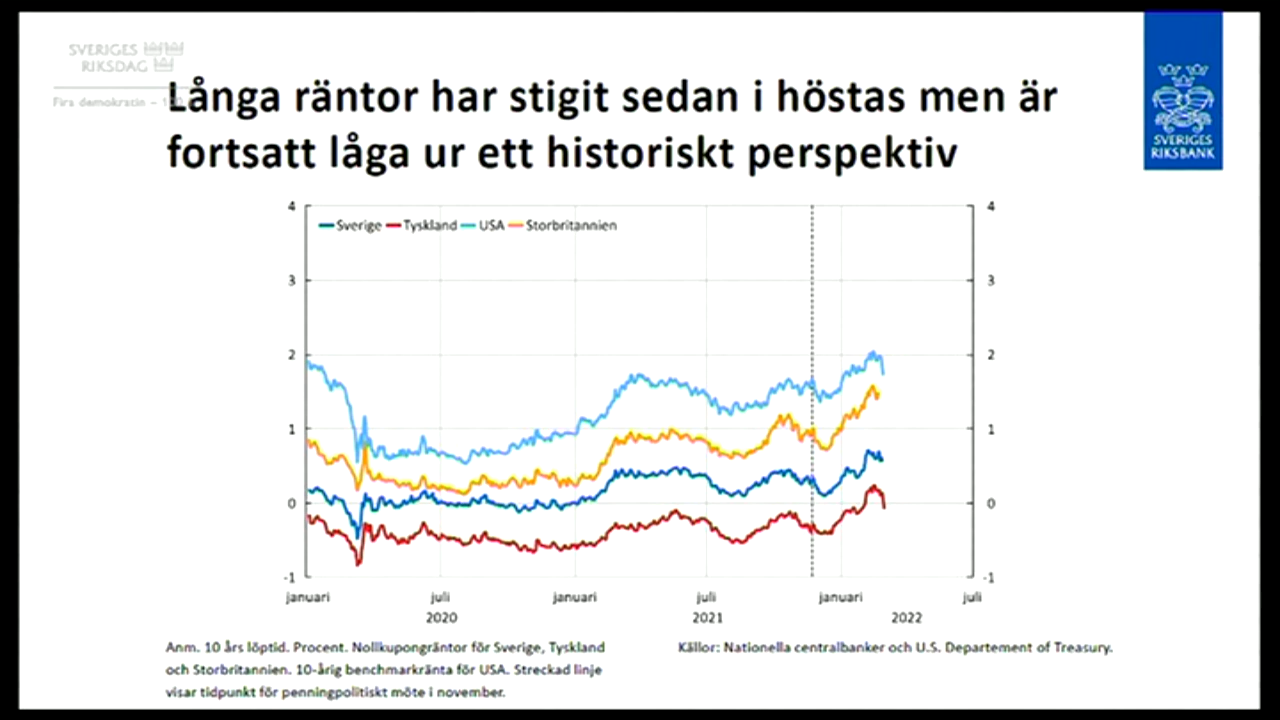 SVERIGES
RIKSDAG
Fira demokratin –
Långa räntor har stigit sedan i höstas men är
fortsatt låga ur ett historiskt perspektiv
SVERIGES
RIKSBANK
Sverige Tyskland USA Storbritannien
4 4
3 3
2 2
1 1
0 0
-1 -1
januari juli januari juli januari juli
2020 2021 2022
Anm. 10 års löptid. Procent. Nollkupongräntor för Sverige, Tyskland
och Storbritannien. 10-årig benchmarkränta för USA. Streckad linje
visar tidpunkt för penningpolitiskt möte i november.
Källor: Nationella centralbanker och U.S. Departement of Treasury.